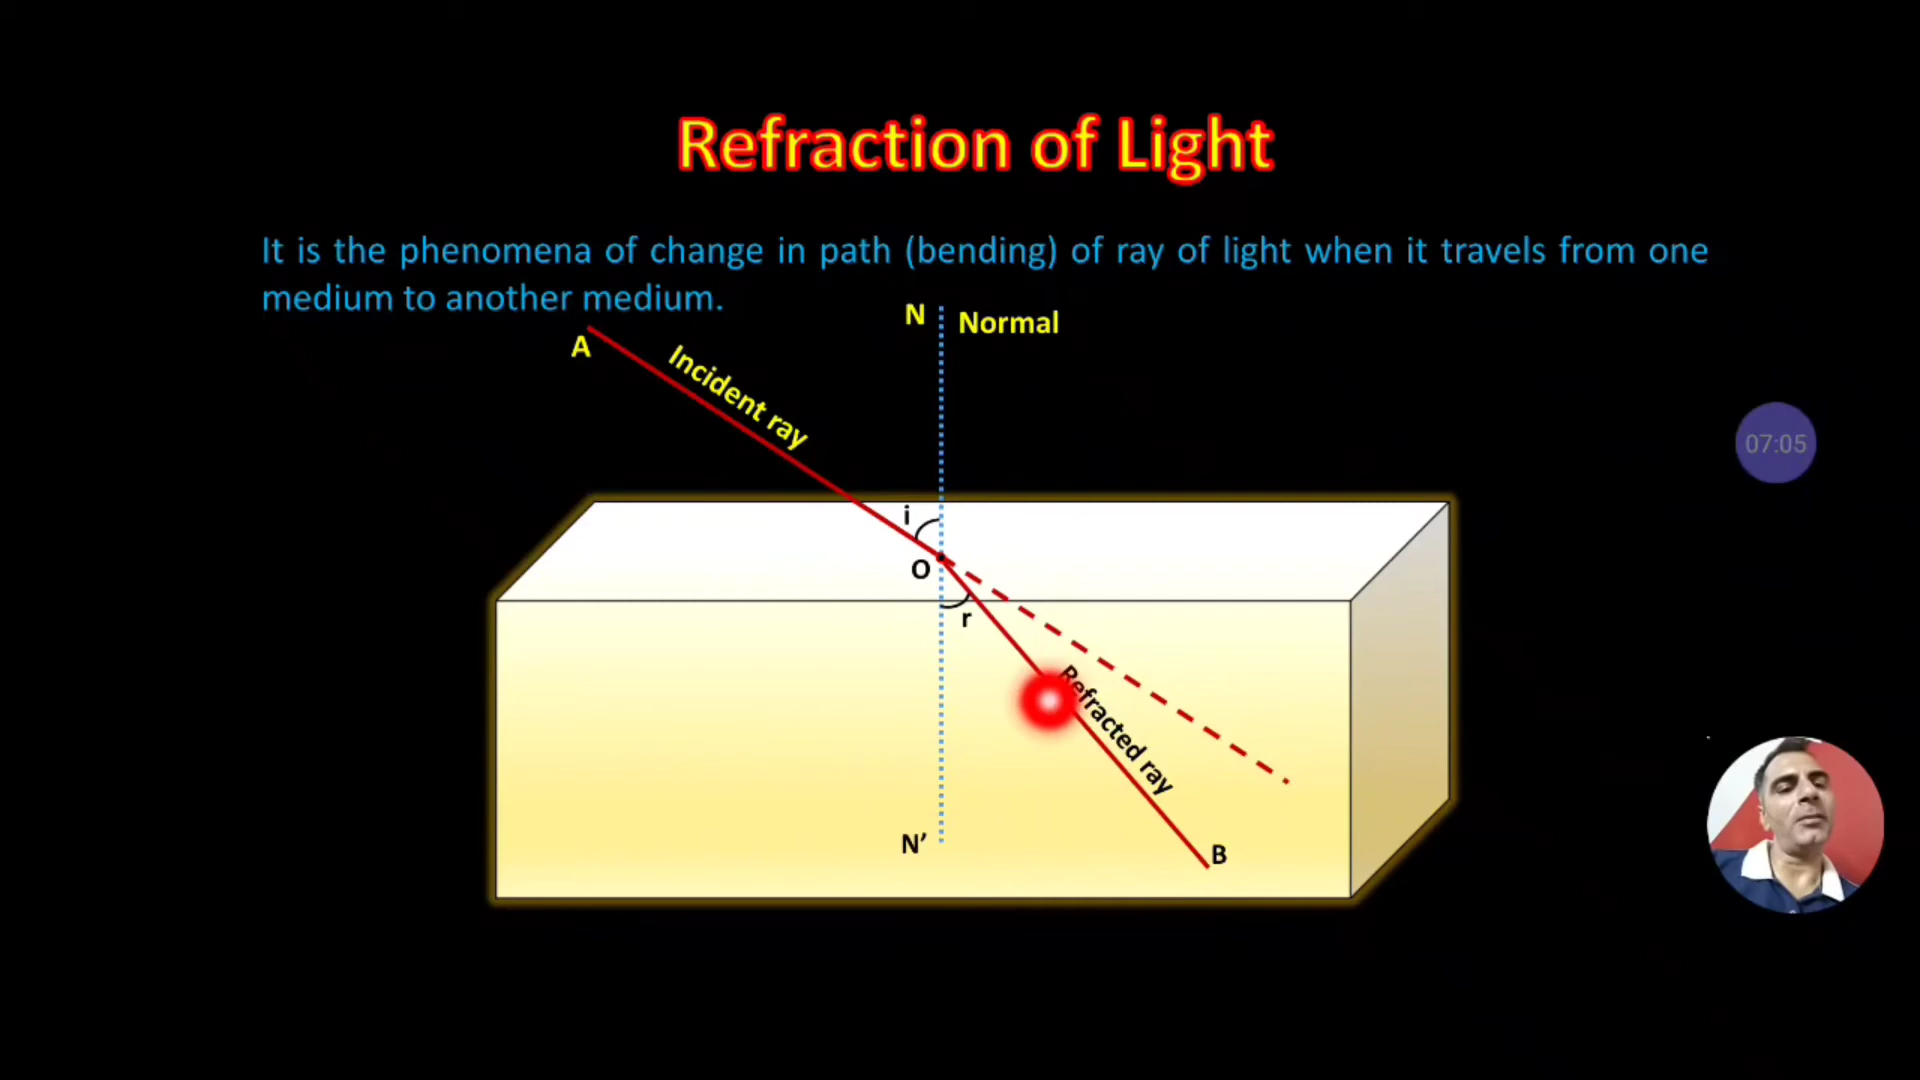 Refraction of Light
It is the phenomena of change in path (bending) of ray of light when it travels from one
medium to another medium.
N
Normal
A
Incident ray
07:05
i
O
r
Refracted ray
N’
B